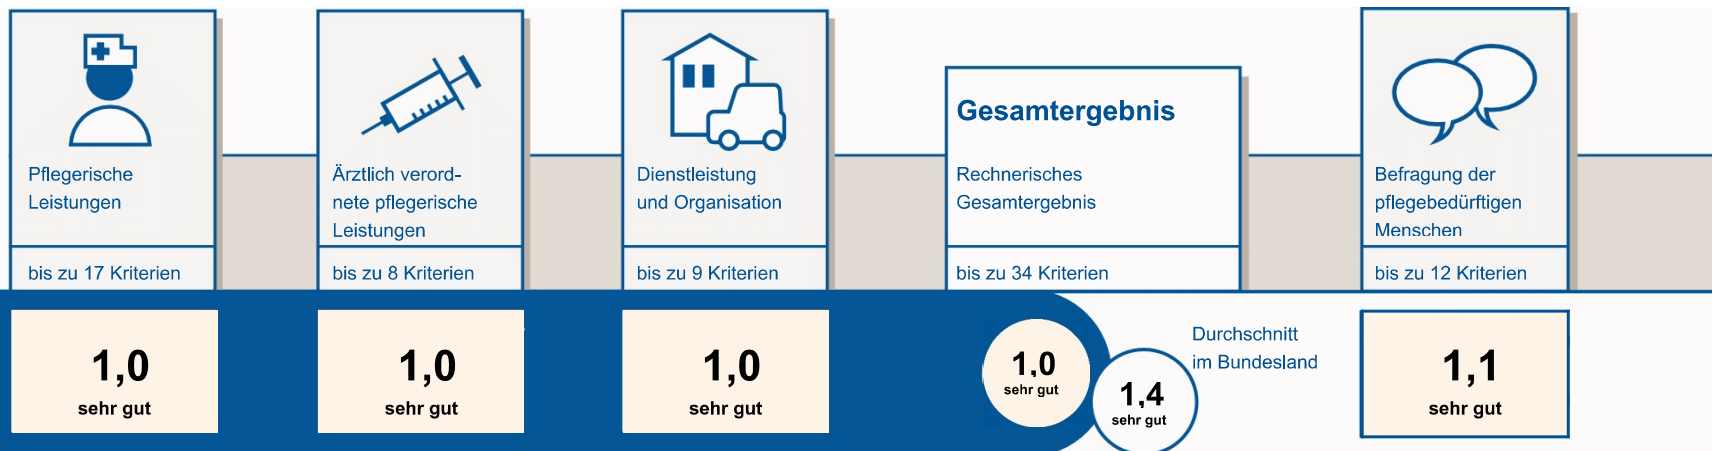 Pflegerische
Leistungen
bis zu 17 Kriterien
1,0
sehr gut
Ärztlich verord-
nete pflegerische
Leistungen
bis zu 8 Kriterien
1,0
sehr gut
Dienstleistung
und Organisation
bis zu 9 Kriterien
1,0
sehr gut
Gesamtergebnis
Rechnerisches
Gesamtergebnis
bis zu 34 Kriterien
1,0
sehr gut
Durchschnitt
im Bundesland
1,4
sehr gut
Befragung der
pflegebedürftigen
Menschen
bis zu 12 Kriterien
1,1
sehr gut